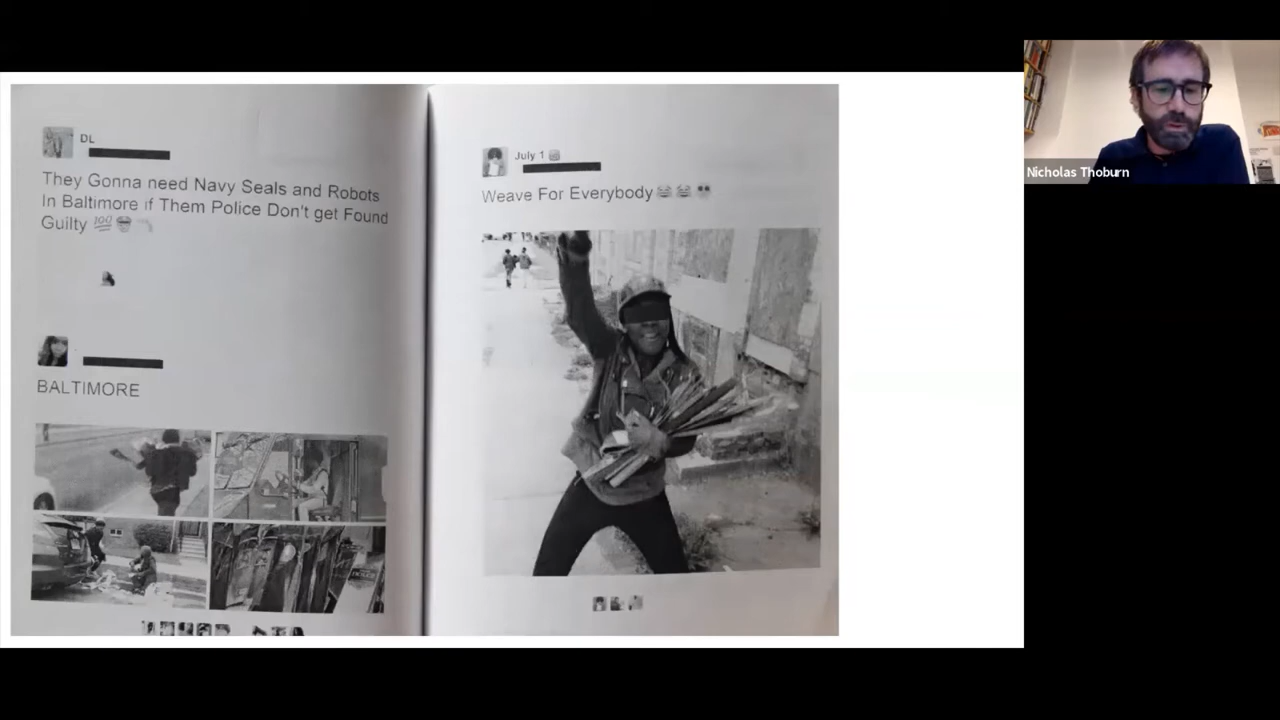 DL
They Gonna need Navy Seals and Robots
In Baltimore if Them Police Don't get Found
Guilty 💯
BALTIMORE
July 1
Weave For Everybody 😂 😂 💀
Nicholas Thoburn